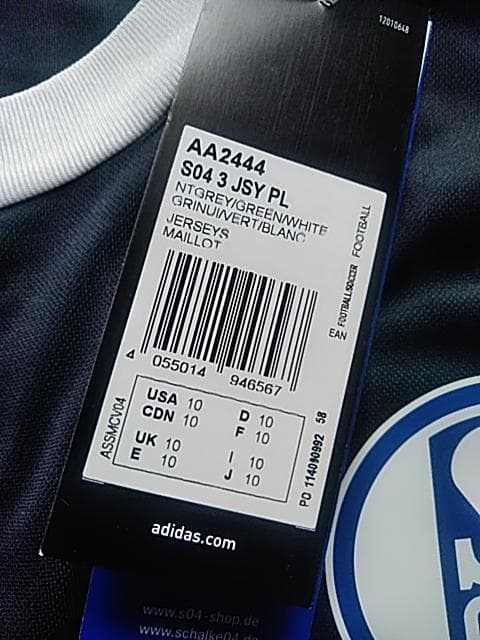 12010648
AA2444
S04 3 JSY PL
NTGREY/GREEN/WHITE
GRINUI/VERT/BLANC
JERSEYS
MAILLOT
FOOTBALL/SOCCER FOOTBALL
EAN
4 055014 946567
ASSMCV04
USA 10 D 10
CDN 10 F 10
UK 10 I 10
E 10 J 10
PO 114090992 58
adidas.com
www.s04-shop.de
www.schalke04.de